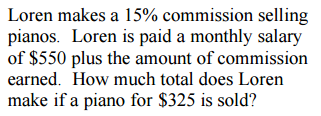 Loren makes a 15% commission selling
pianos.  Loren is paid a monthly salary
of $550 plus the amount of commission
earned.  How much total does Loren
make if a piano for $325 is sold?